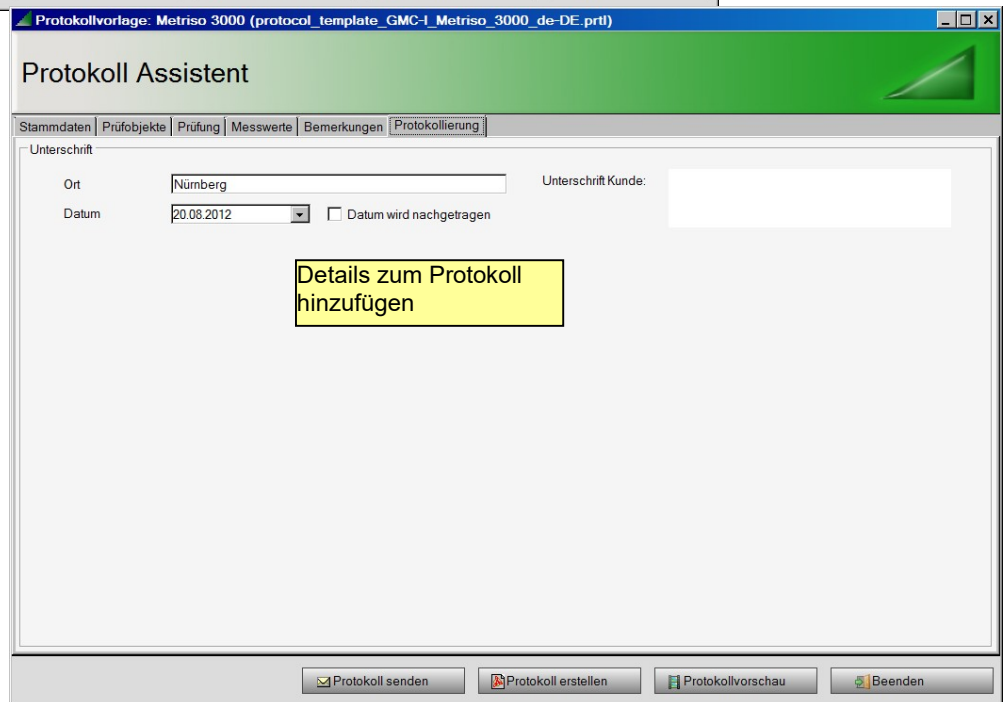 Protokollvorlage: Metriso 3000 (protocol_template_GMC-I_Metriso_3000_de-DE.prtl)
Protokoll Assistent
Stammdaten Prüfobjekte Prüfung Messwerte Bemerkungen Protokollierung
Unterschrift
Ort Nürnberg Unterschrift Kunde:
Datum 20.08.2012 Datum wird nachgetragen
Details zum Protokoll
hinzufügen
Protokoll senden Protokoll erstellen Protokollvorschau Beenden